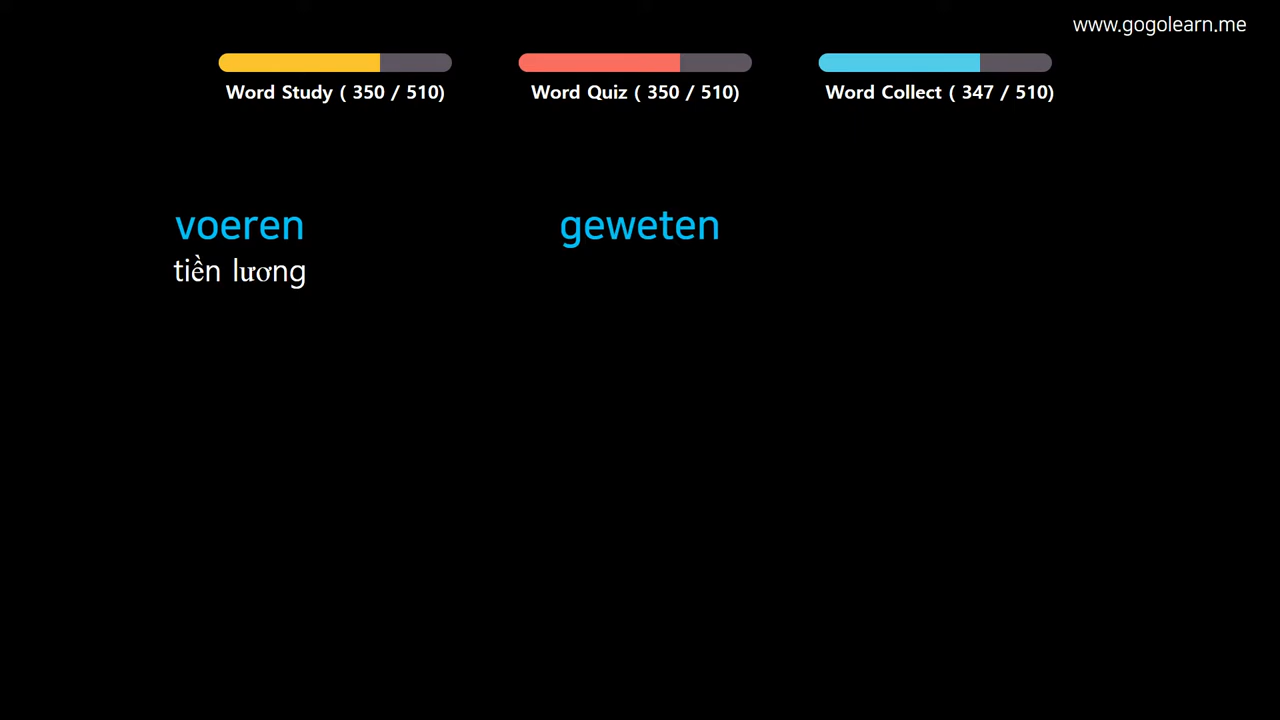 www.gogolearn.me
Word Study ( 350 / 510)
Word Quiz ( 350 / 510)
Word Collect ( 347 / 510)
voeren
tiền lương
geweten